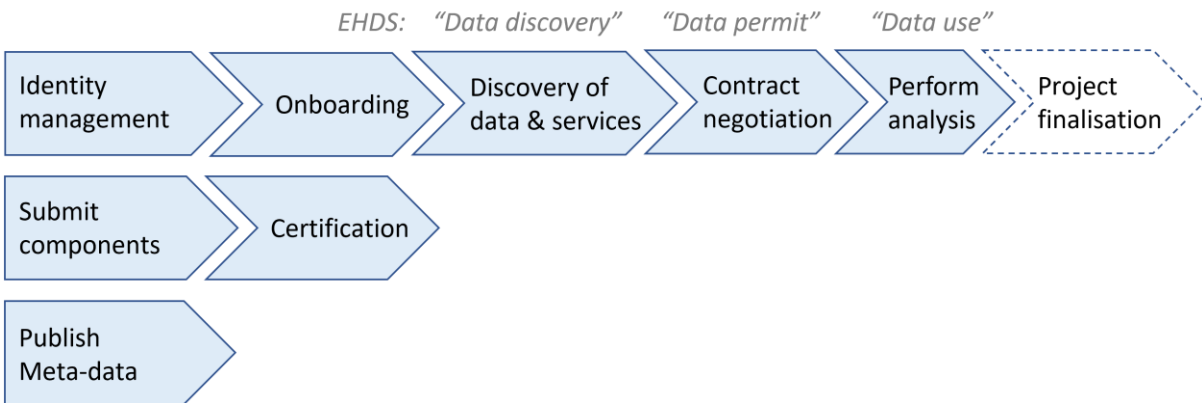 EHDS: “Data discovery” “Data permit” “Data use”
Identity
management
Onboarding
Discovery of
data & services
Contract
negotiation
Perform
analysis
Project
finalisation
Submit
components
Certification
Publish
Meta-data